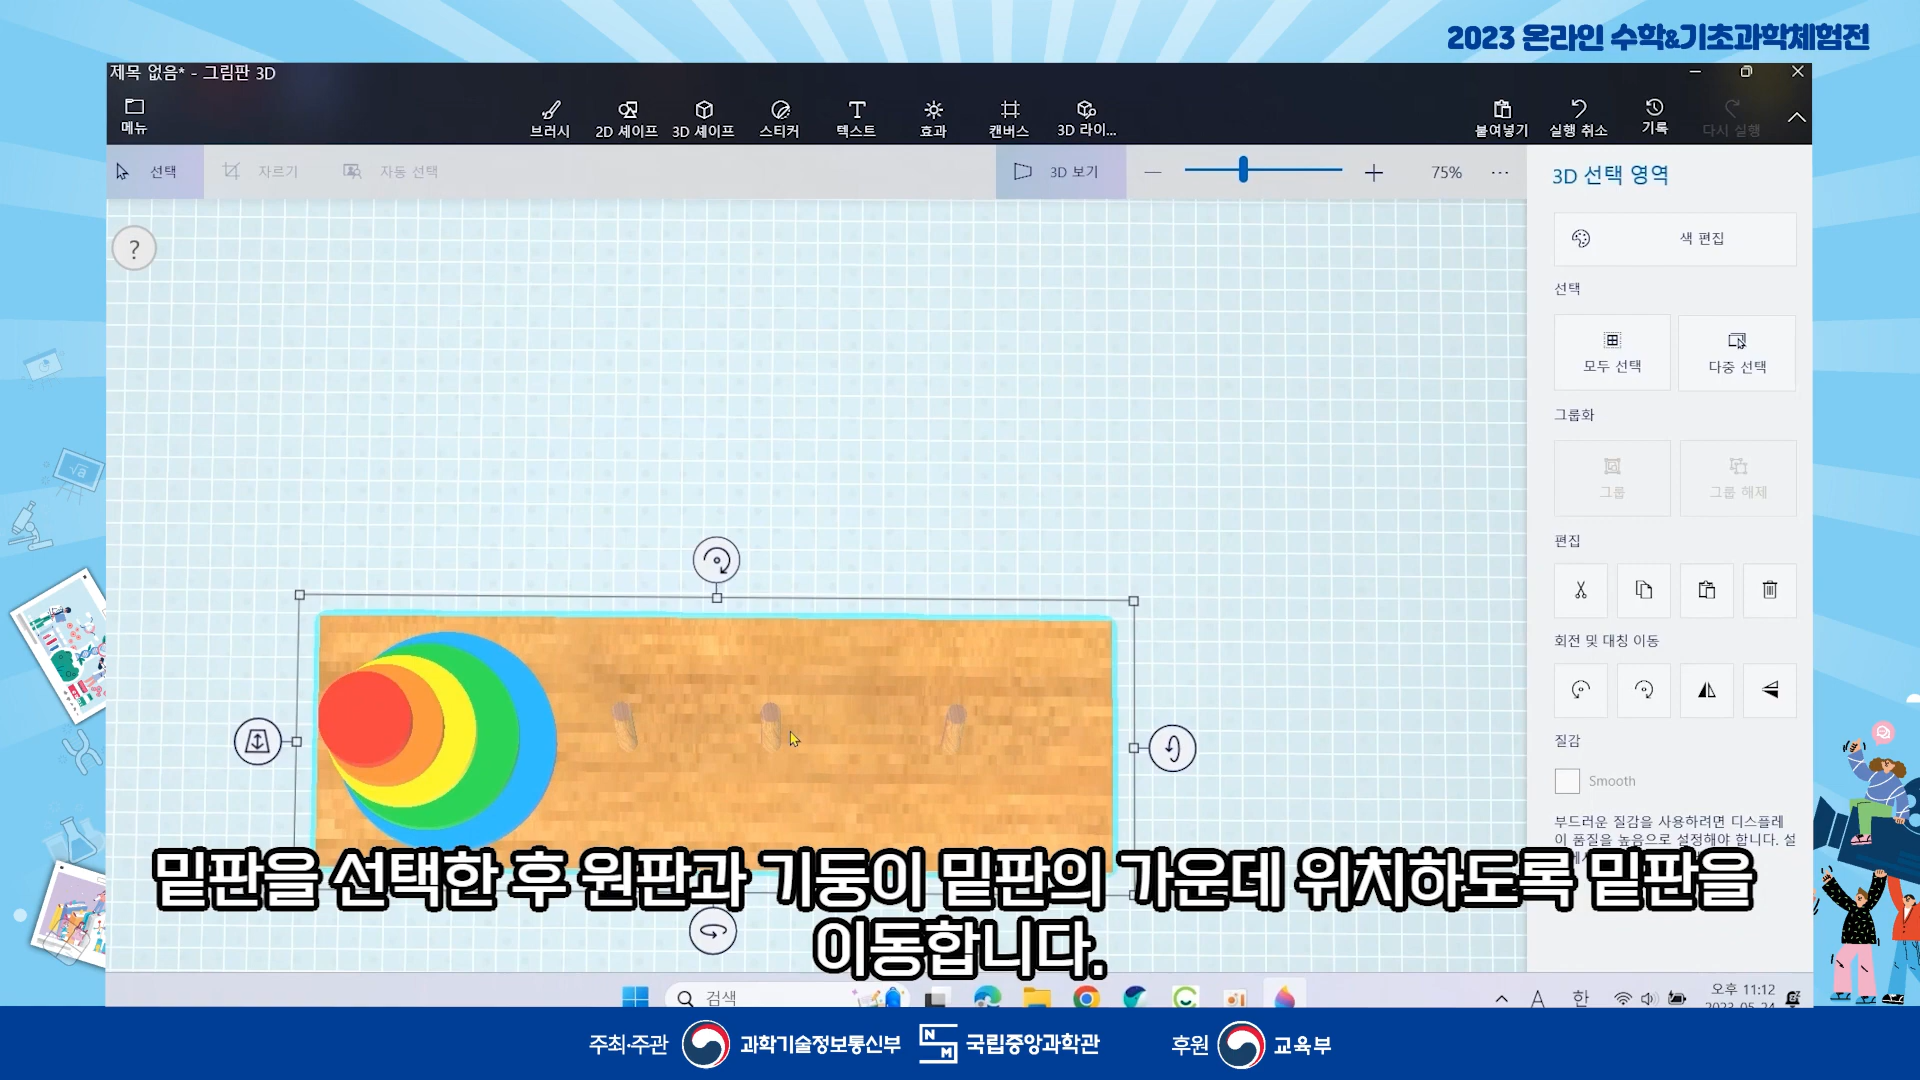 2023 온라인 수학&기초과학체험전
제목 없음* - 그림판 3D
메뉴
브러시
2D 셰이프
3D 셰이프
스티커
텍스트
효과
캔버스
3D 라이...
붙여넣기
실행 취소
기록
다시 실행
선택
자르기
자동 선택
3D 보기
75%
?
3D 선택 영역
색 편집
선택
모두 선택
다중 선택
그룹화
그룹
그룹 해제
편집
회전 및 대칭 이동
질감
Smooth
부드러운 질감을 사용하려면 디스플레
이 품질을 높음으로 설정해야 합니다. 설
밑판을 선택한 후 원판과 기둥이 밑판의 가운데 위치하도록 밑판을
이동합니다.
검색
A
한
오후 11:12
2023-05-24
주최·주관
과학기술정보통신부
NSM
국립중앙과학관
후원
교육부